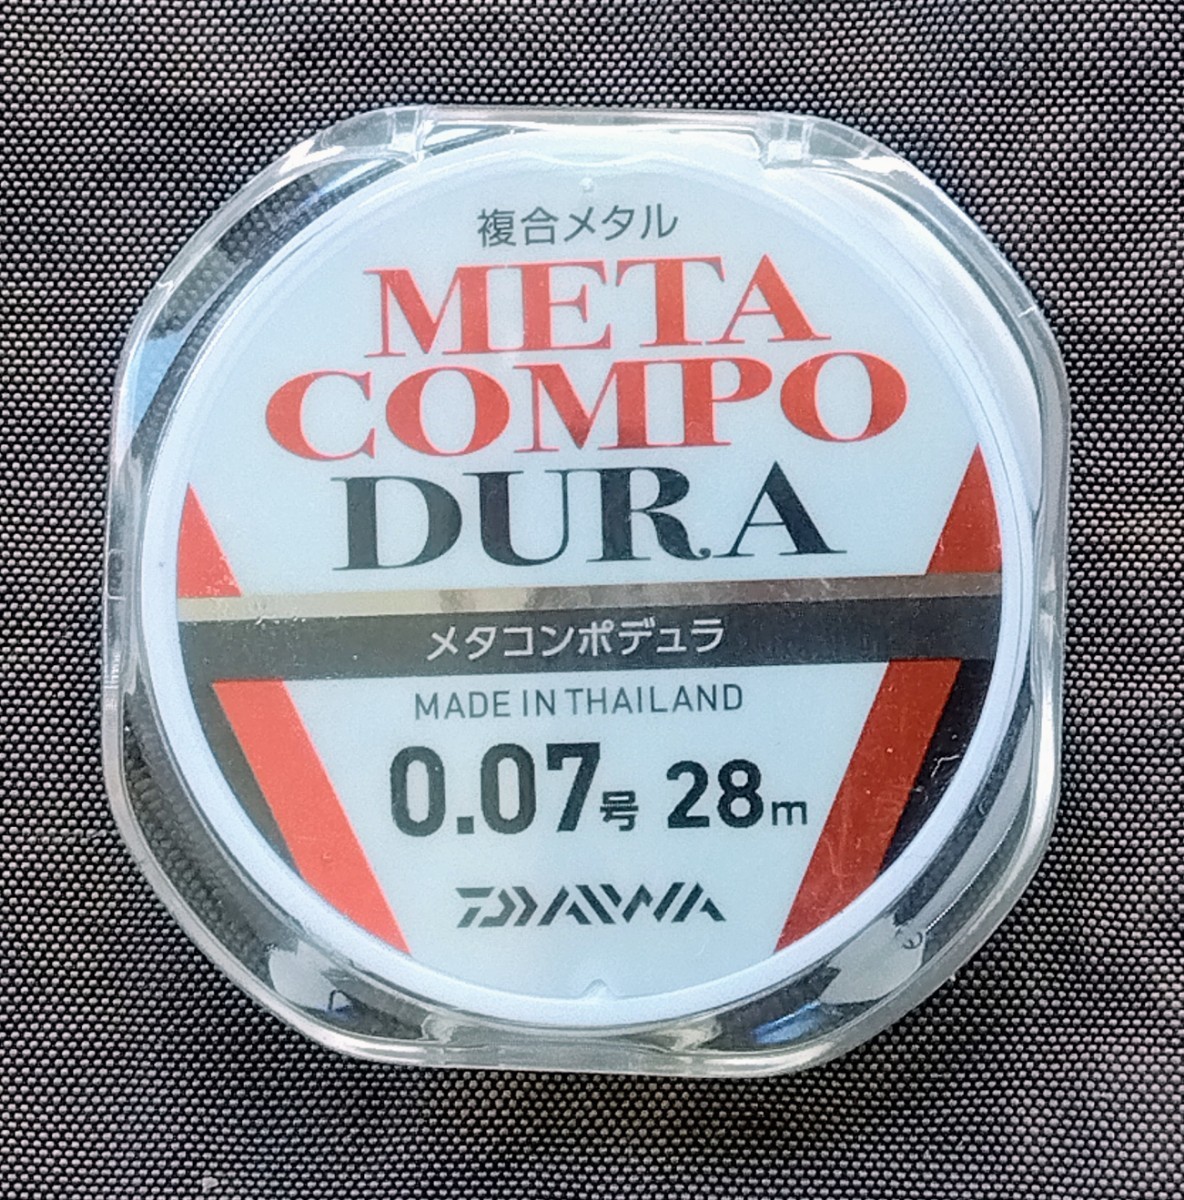 複合メタル
META
COMPO
DURA
メタコンポデュラ
MADE IN THAILAND
0.07号 28m
DAIWA